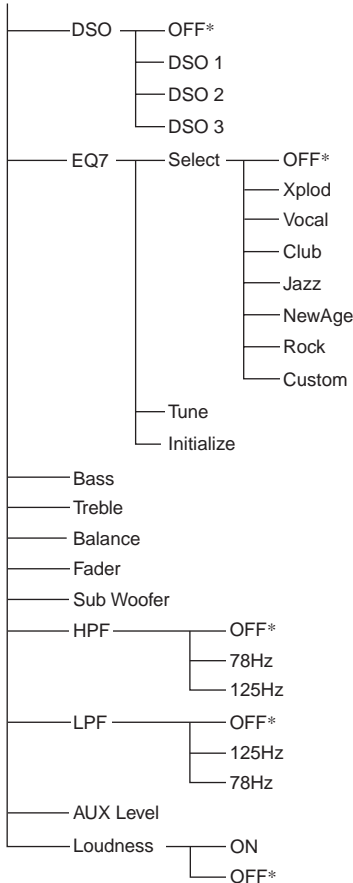 DSO OFF*
DSO 1
DSO 2
DSO 3
EQ7 Select OFF*
Xplod
Vocal
Club
Jazz
NewAge
Rock
Custom
Tune
Initialize
Bass
Treble
Balance
Fader
Sub Woofer
HPF OFF*
78Hz
125Hz
LPF OFF*
125Hz
78Hz
AUX Level
Loudness ON
OFF*